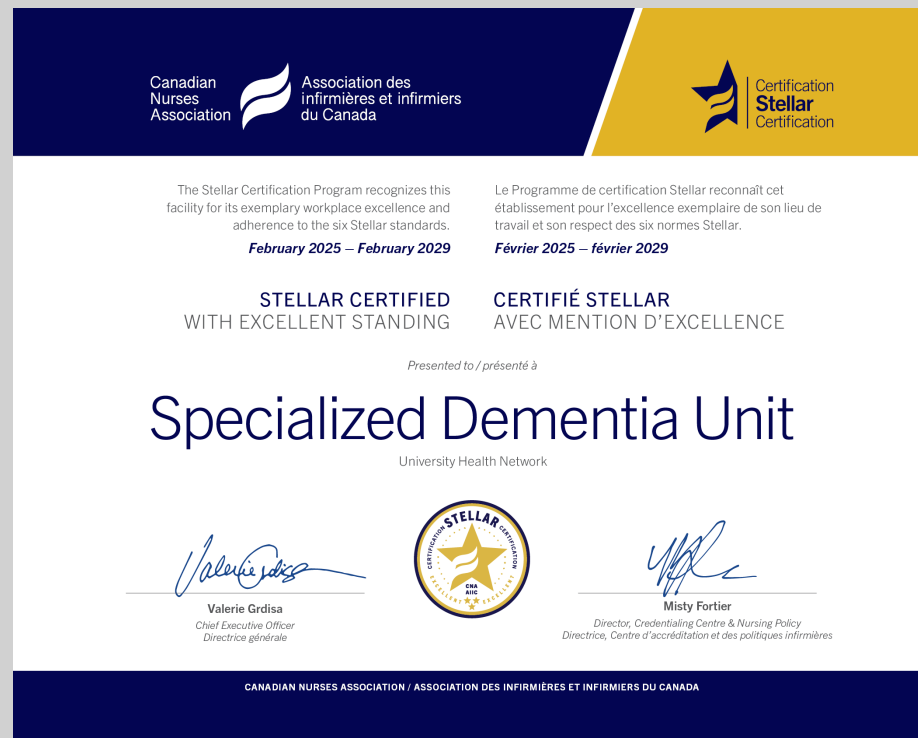 Canadian
Nurses
Association
Association des
infirmières et infirmiers
du Canada
Certification
Stellar
Certification
The Stellar Certification Program recognizes this
facility for its exemplary workplace excellence and
adherence to the six Stellar standards.
February 2025 – February 2029
Le Programme de certification Stellar reconnaît cet
établissement pour l'excellence exemplaire de son lieu de
travail et son respect des six normes Stellar.
Février 2025 – février 2029
STELLAR CERTIFIED
WITH EXCELLENT STANDING
CERTIFIÉ STELLAR
AVEC MENTION D'EXCELLENCE
Presented to / présenté à
Specialized Dementia Unit
University Health Network
Valerie Grdisa
Valerie Grdisa
Chief Executive Officer
Directrice générale
STELLAR
CERTIFICATION
CERTIFICATION
CNA
AIIC
EXCELLENT
EXCELLENT
Misty Fortier
Director, Credentialing Centre & Nursing Policy
Directrice, Centre d'accréditation et des politiques infirmières
CANADIAN NURSES ASSOCIATION / ASSOCIATION DES INFIRMIÈRES ET INFIRMIERS DU CANADA